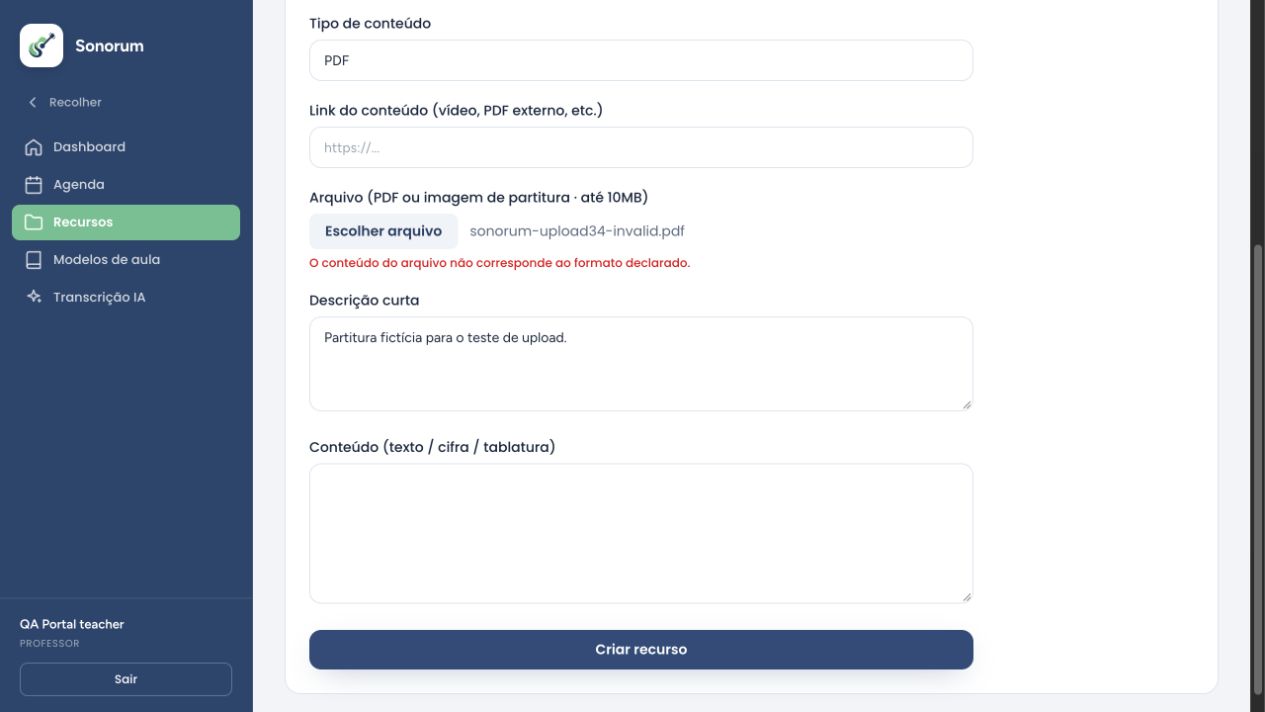 Sonorum
Recolher
Dashboard
Agenda
Recursos
Modelos de aula
Transcrição IA
QA Portal teacher
PROFESSOR
Sair
Tipo de conteúdo
PDF
Link do conteúdo (vídeo, PDF externo, etc.)
https://...
Arquivo (PDF ou imagem de partitura · até 10MB)
Escolher arquivo sonorum-upload34-invalid.pdf
O conteúdo do arquivo não corresponde ao formato declarado.
Descrição curta
Partitura fictícia para o teste de upload.
Conteúdo (texto / cifra / tablatura)
Criar recurso